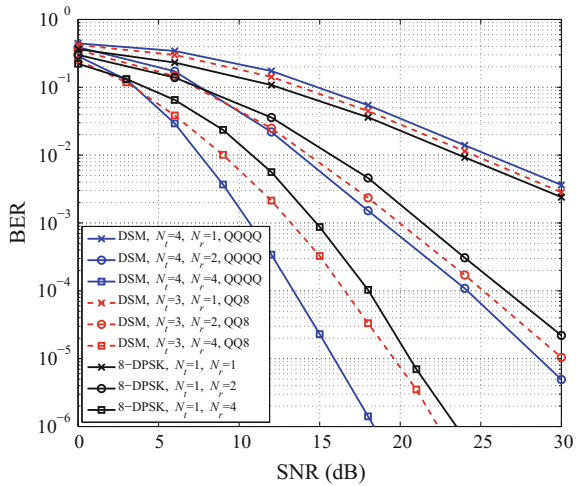 10^0
10^-1
10^-2
10^-3
10^-4
10^-5
10^-6
BER
DSM, N_t=4, N_r=1, QQQQ
DSM, N_t=4, N_r=2, QQQQ
DSM, N_t=4, N_r=4, QQQQ
DSM, N_t=3, N_r=1, QQ8
DSM, N_t=3, N_r=2, QQ8
DSM, N_t=3, N_r=4, QQ8
8−DPSK, N_t=1, N_r=1
8−DPSK, N_t=1, N_r=2
8−DPSK, N_t=1, N_r=4
0 5 10 15 20 25 30
SNR (dB)